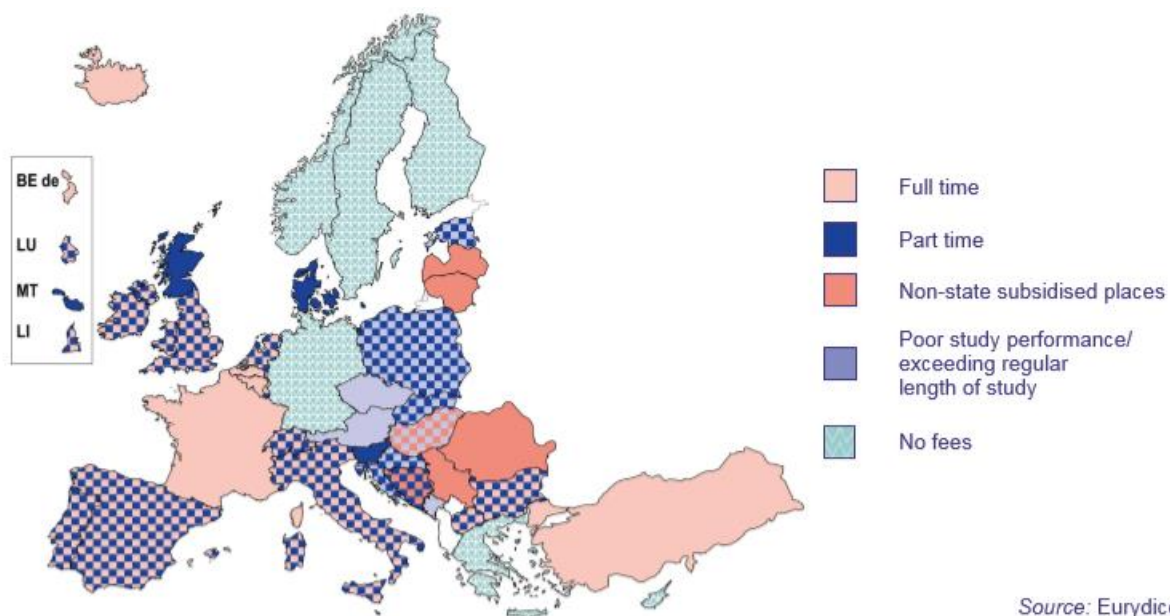 BE de
LU
MT
LI
Full time
Part time
Non-state subsidised places
Poor study performance/
exceeding regular
length of study
No fees
Source: Eurydice